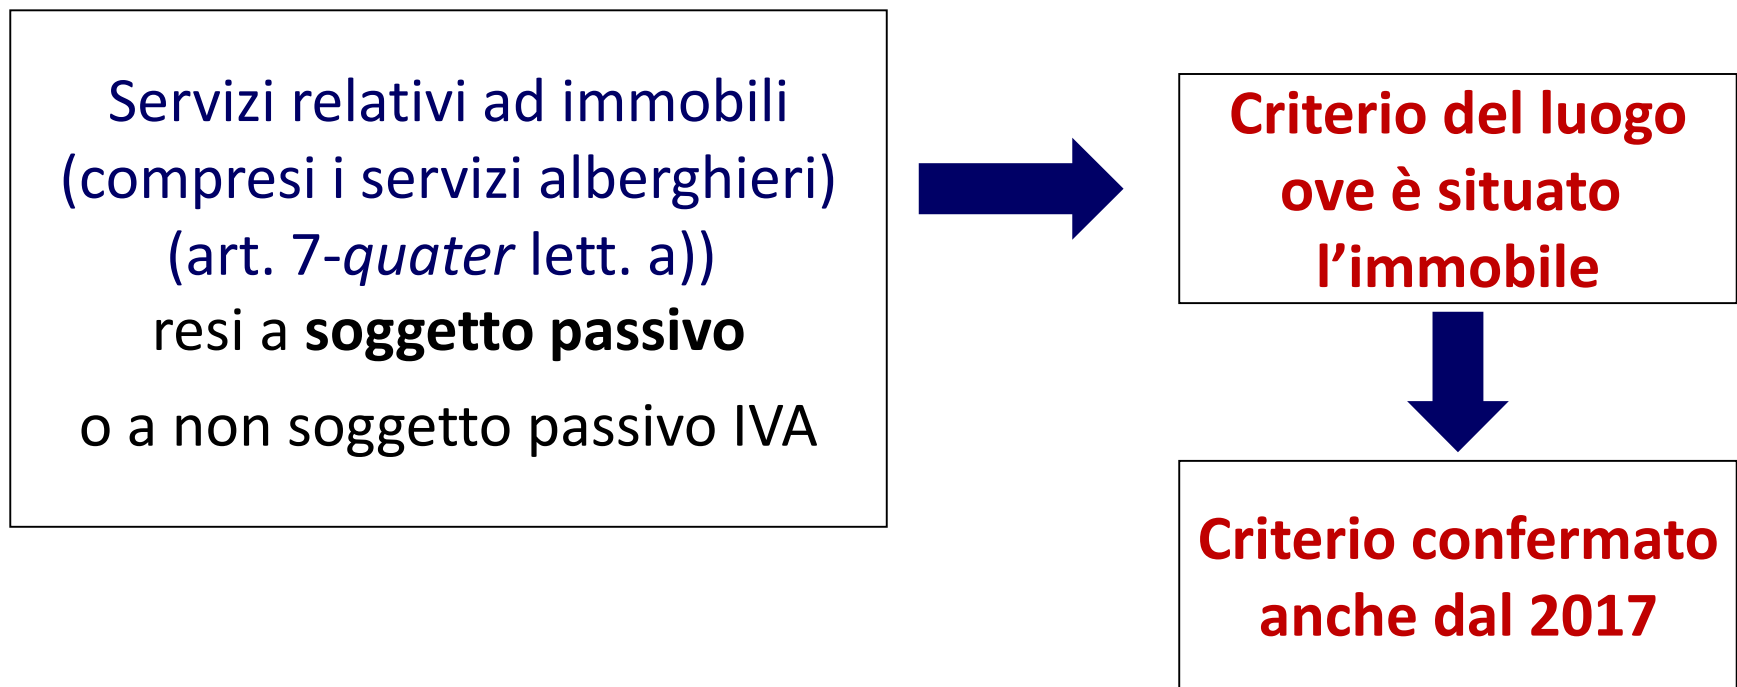 Servizi relativi ad immobili
(compresi i servizi alberghieri)
(art. 7-quater lett. a))
resi a soggetto passivo
o a non soggetto passivo IVA
Criterio del luogo
ove è situato
l’immobile
Criterio confermato
anche dal 2017